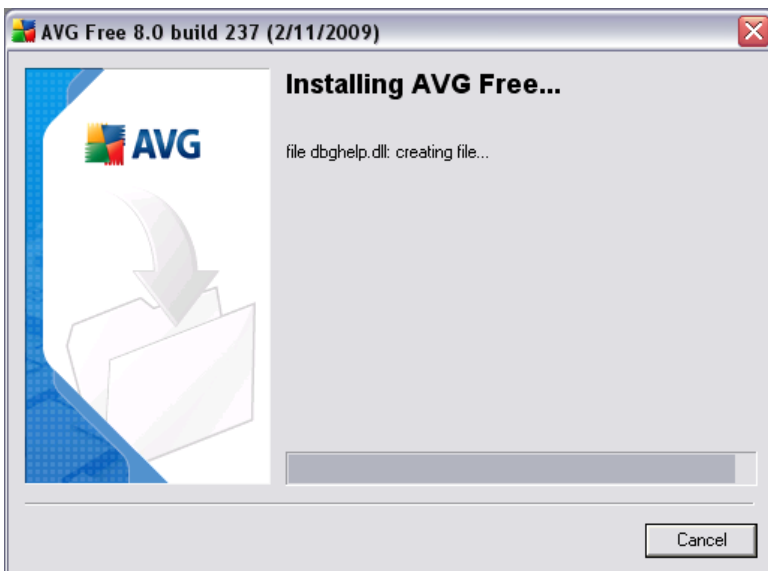 AVG Free 8.0 build 237 (2/11/2009)
AVG
Installing AVG Free...
file dbghelp.dll: creating file...
Cancel